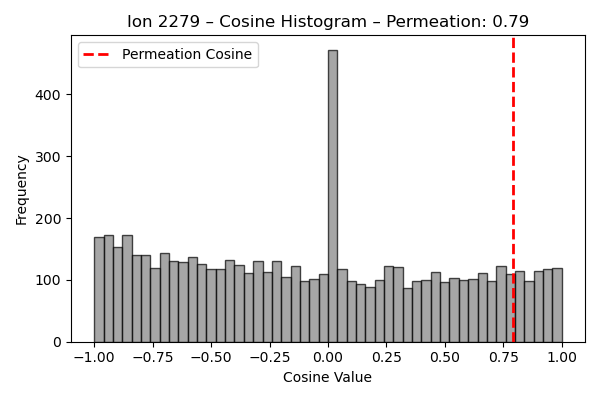 Ion 2279 – Cosine Histogram – Permeation: 0.79
Permeation Cosine
Frequency
400
300
200
100
0
−1.00 −0.75 −0.50 −0.25 0.00 0.25 0.50 0.75 1.00
Cosine Value